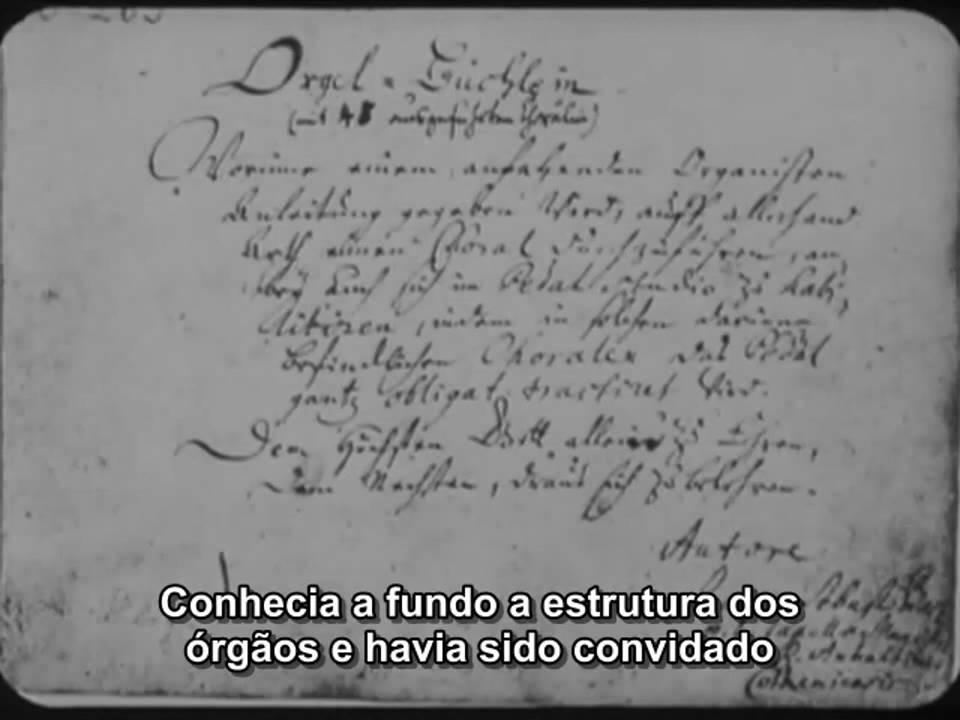 Orgel-Büchlein
(mit 48 ausgeführten Chorälen)
Worinne einem anfahenden Organisten
Anleitung gegeben wird, auff allerhand
Arth einen Choral durchzuführen, an-
bey auch sich im Pedal studio zu habi-
litiren, indem in solchen darinne
befindlichen Choralen das Pedal
gantz obligat tractiret wird.
Dem Höchsten Gott allein zu Ehren,
Dem Nechsten, draus sich zu belehren.
Autore
Conhecia a fundo a estrutura dos
órgãos e havia sido convidado